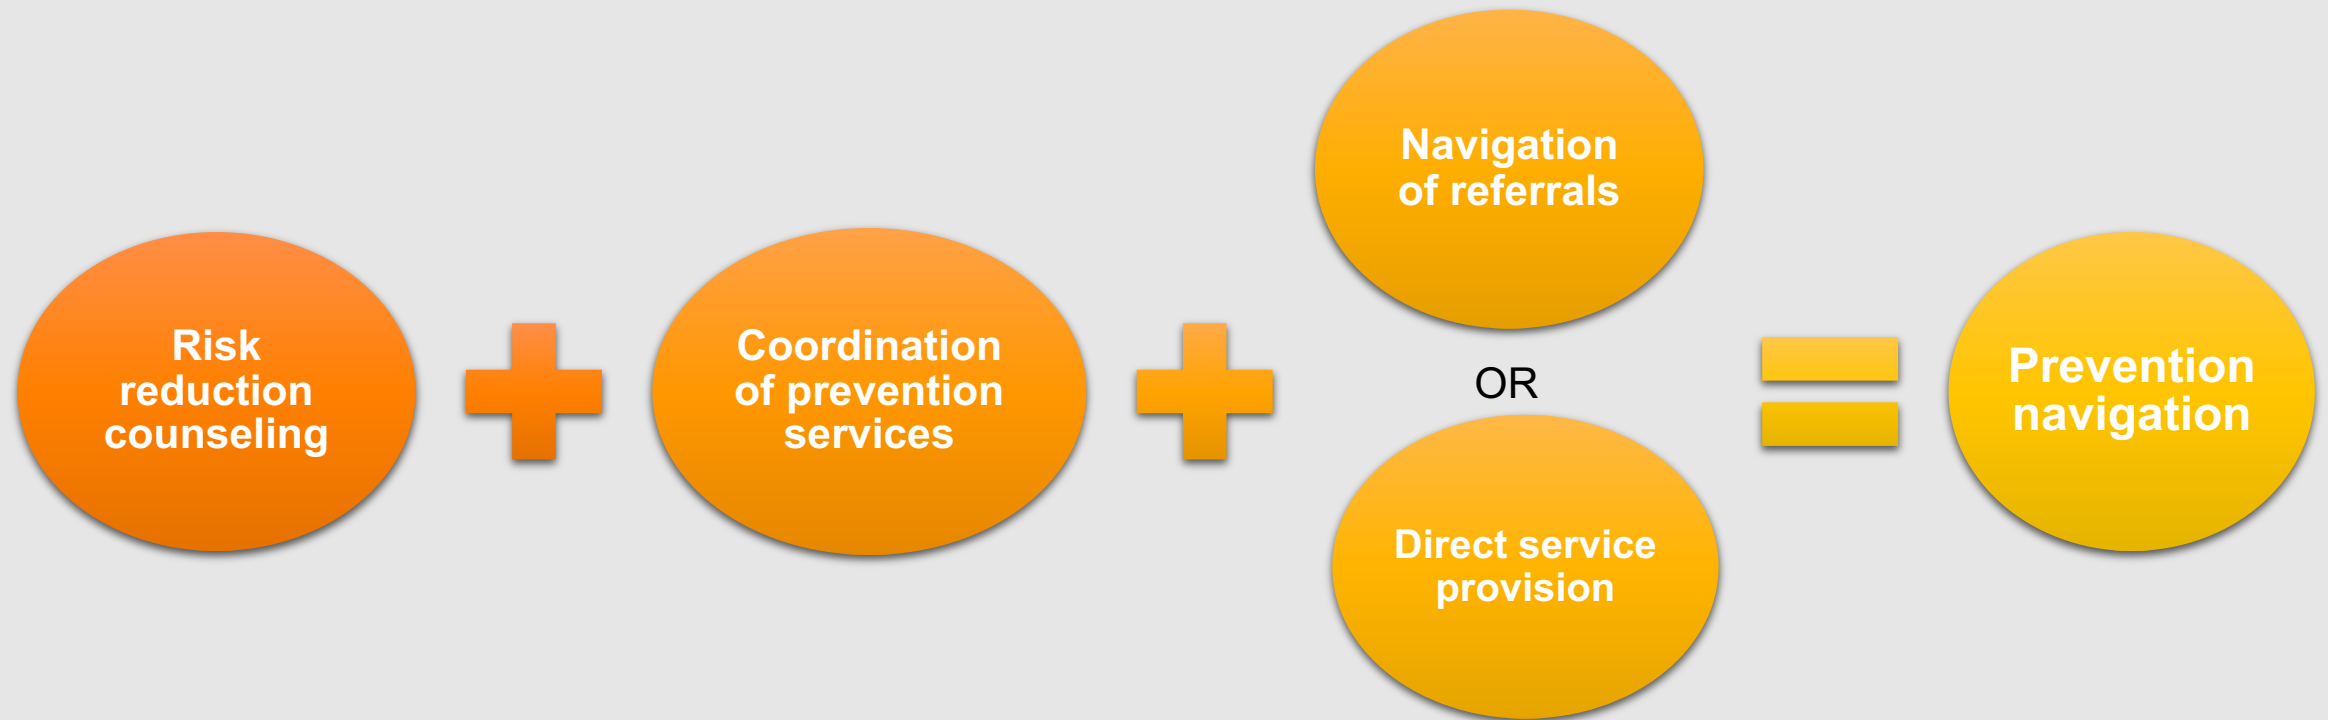 Risk
reduction
counseling
Coordination
of prevention
services
Navigation
of referrals
OR
Direct service
provision
Prevention
navigation